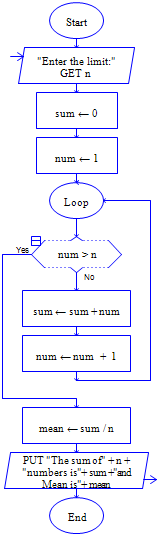 Start
"Enter the limit:"
GET n
sum ← 0
num ← 1
Loop
Yes
num > n
No
sum ← sum + num
num ← num + 1
mean ← sum / n
PUT "The sum of" + n +
"numbers is"+ sum+"and
Mean is"+ mean
End